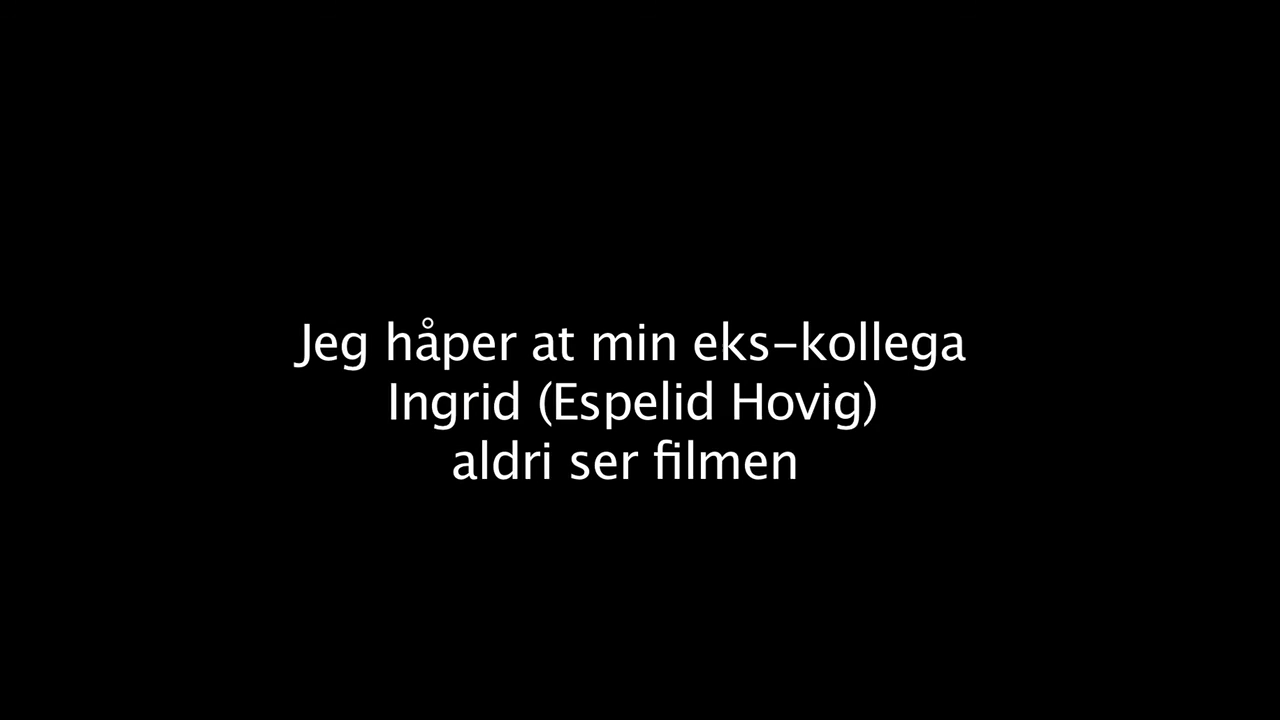 Jeg håper at min eks-kollega
Ingrid (Espelid Hovig)
aldri ser filmen